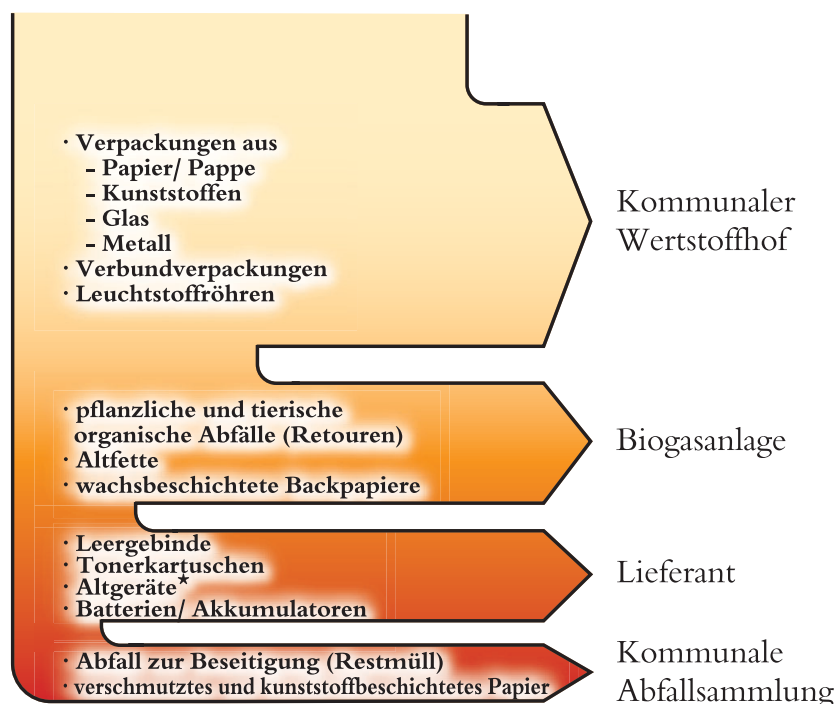 · Verpackungen aus
- Papier/ Pappe
- Kunststoffen
- Glas
- Metall
· Verbundverpackungen
· Leuchtstoffröhren
Kommunaler
Wertstoffhof
· pflanzliche und tierische
organische Abfälle (Retouren)
· Altfette
· wachsbeschichtete Backpapiere
Biogasanlage
· Leergebinde
· Tonerkartuschen
· Altgeräte*
· Batterien/ Akkumulatoren
Lieferant
· Abfall zur Beseitigung (Restmüll)
· verschmutztes und kunststoffbeschichtetes Papier
Kommunale
Abfallsammlung